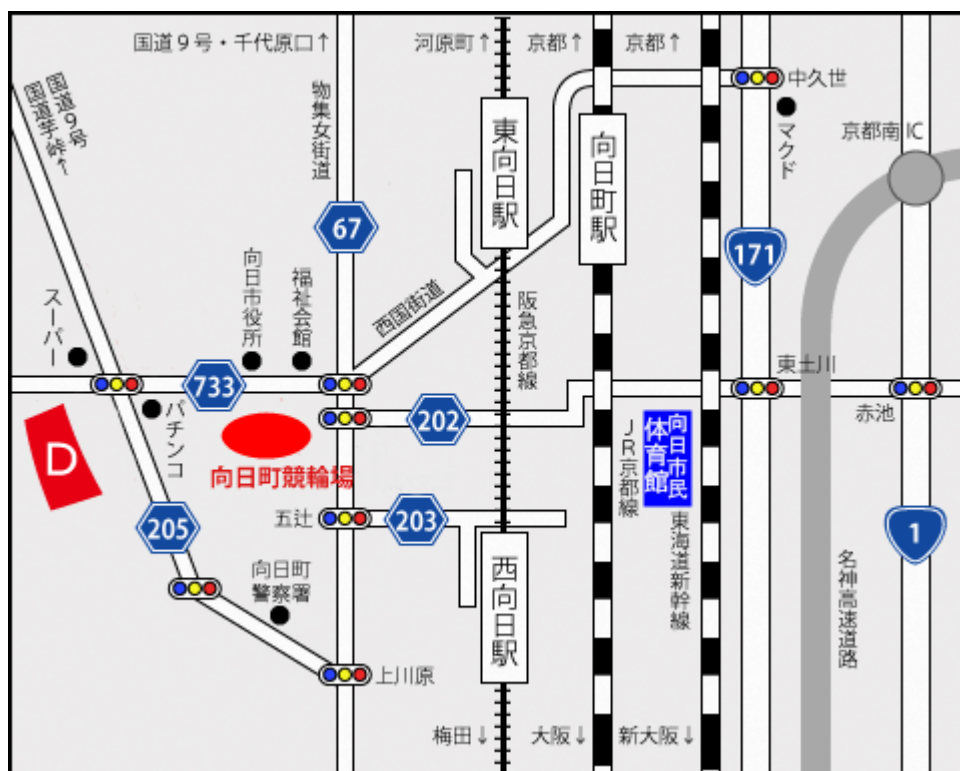 国道9号・千代原口↑
河原町↑
京都↑
京都↑
国道9号
国道沓掛←
物集女街道
東向日駅
向日町駅
中久世
マクド
京都南IC
67
171
向日市役所
福祉会館
西国街道
阪急京都線
スーパー
733
東土川
赤池
パチンコ
202
向日町競輪場
D
JR京都線
向日市民
体育館
東海道新幹線
五辻
203
205
1
向日町
警察署
西向日駅
名神高速道路
上川原
梅田↓
大阪↓
新大阪↓